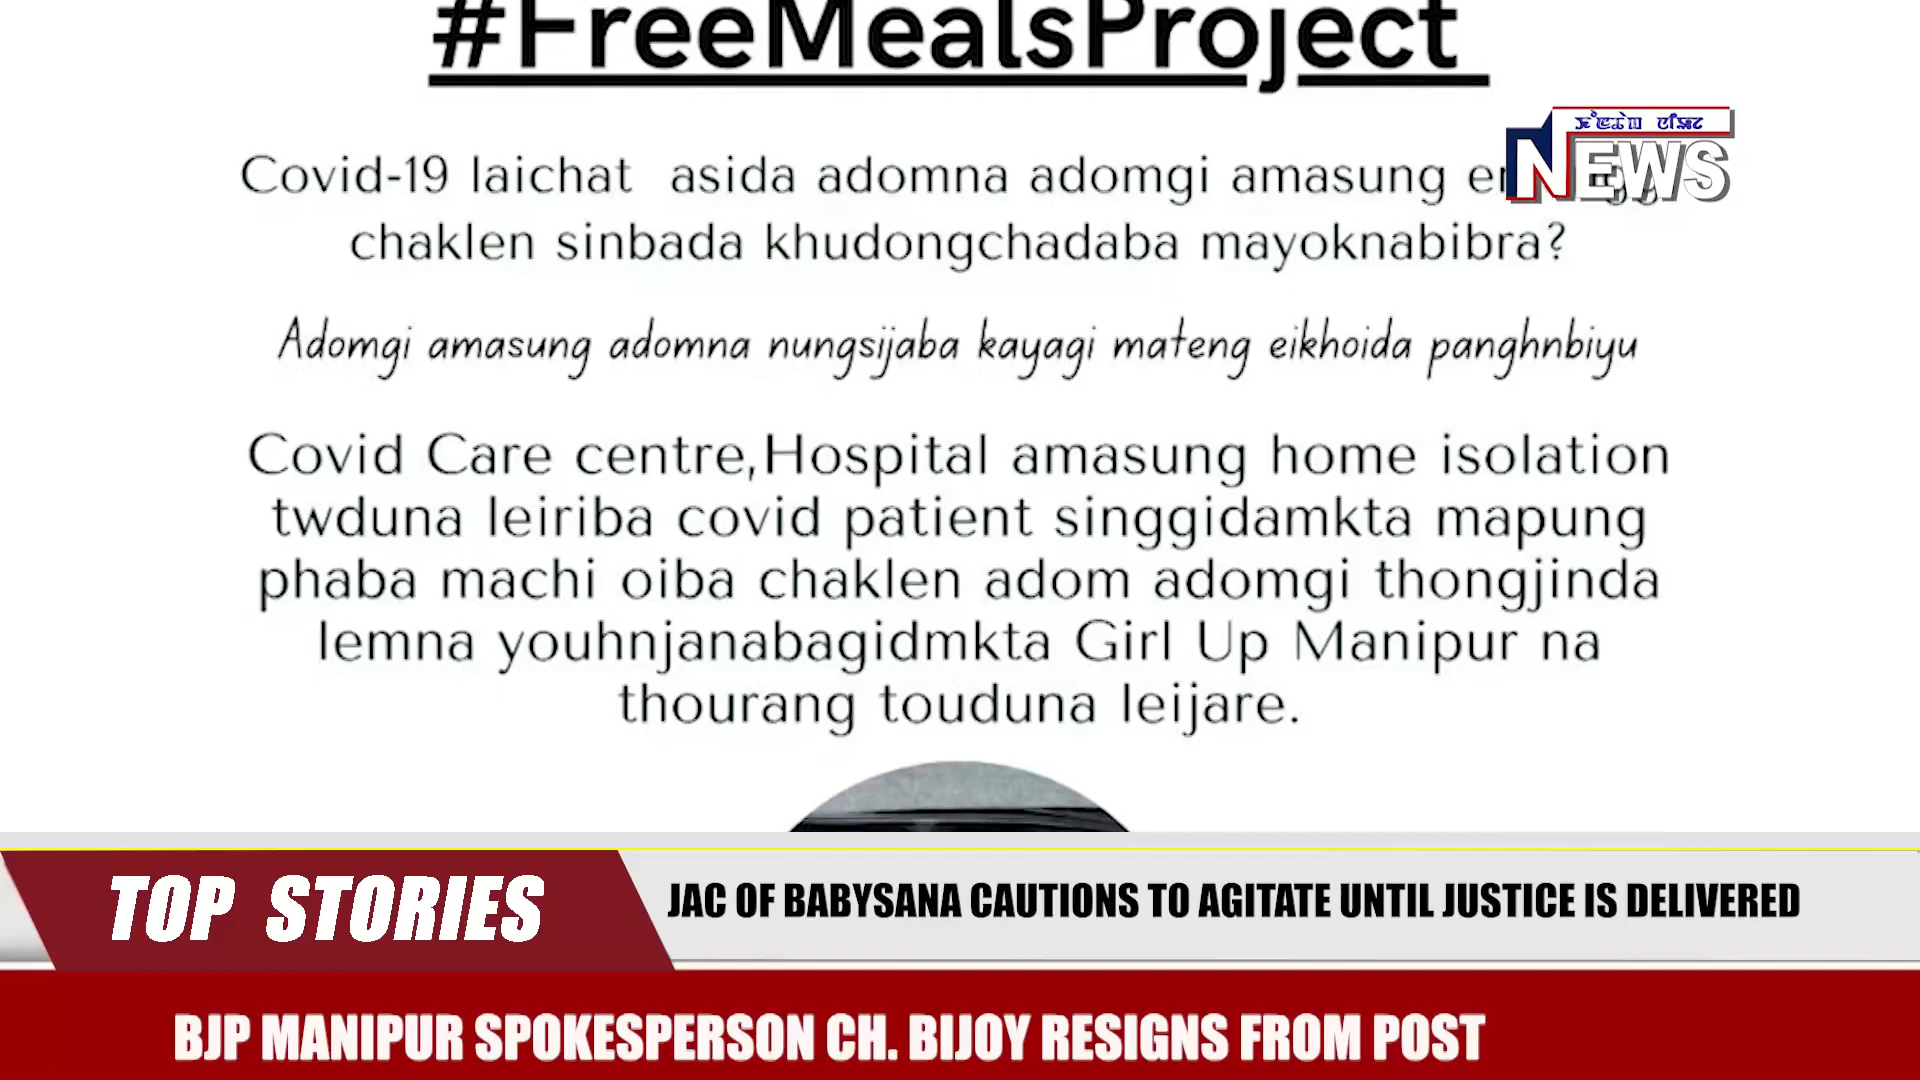 #FreeMealsProject
Covid-19 laichat asida adomna adomgi amasung
chaklen sinbada khudongchadaba mayoknabibra?
Adomgi amasung adomna nungsijaba kayagi mateng eikhoida panghnbiyu
Covid Care centre,Hospital amasung home isolation
twduna leiriba covid patient singgidamkta mapung
phaba machi oiba chaklen adom adomgi thongjinda
lemna youhnjanabagidmkta Girl Up Manipur na
thourang touduna leijare.
NEWS
TOP STORIES
JAC OF BABYSANA CAUTIONS TO AGITATE UNTIL JUSTICE IS DELIVERED
BJP MANIPUR SPOKESPERSON CH. BIJOY RESIGNS FROM POST